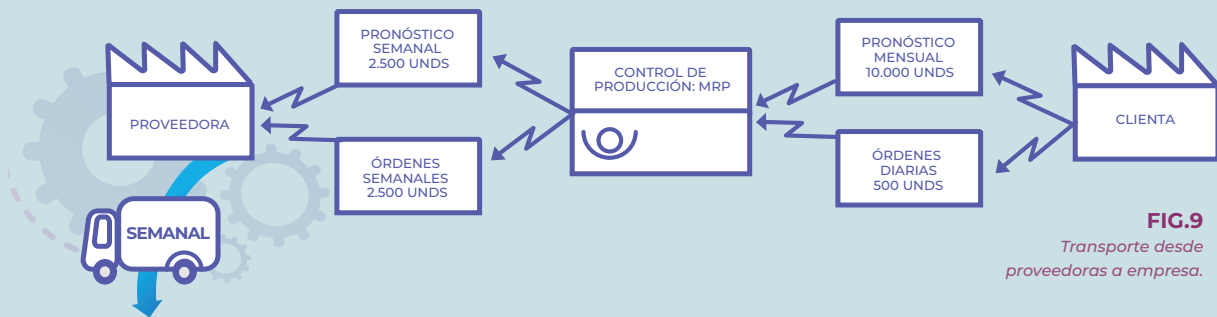 PROVEEDORA
SEMANAL
PRONÓSTICO
SEMANAL
2.500 UNDS
ÓRDENES
SEMANALES
2.500 UNDS
CONTROL DE
PRODUCCIÓN: MRP
PRONÓSTICO
MENSUAL
10.000 UNDS
ÓRDENES
DIARIAS
500 UNDS
CLIENTA
FIG.9
Transporte desde
proveedoras a empresa.